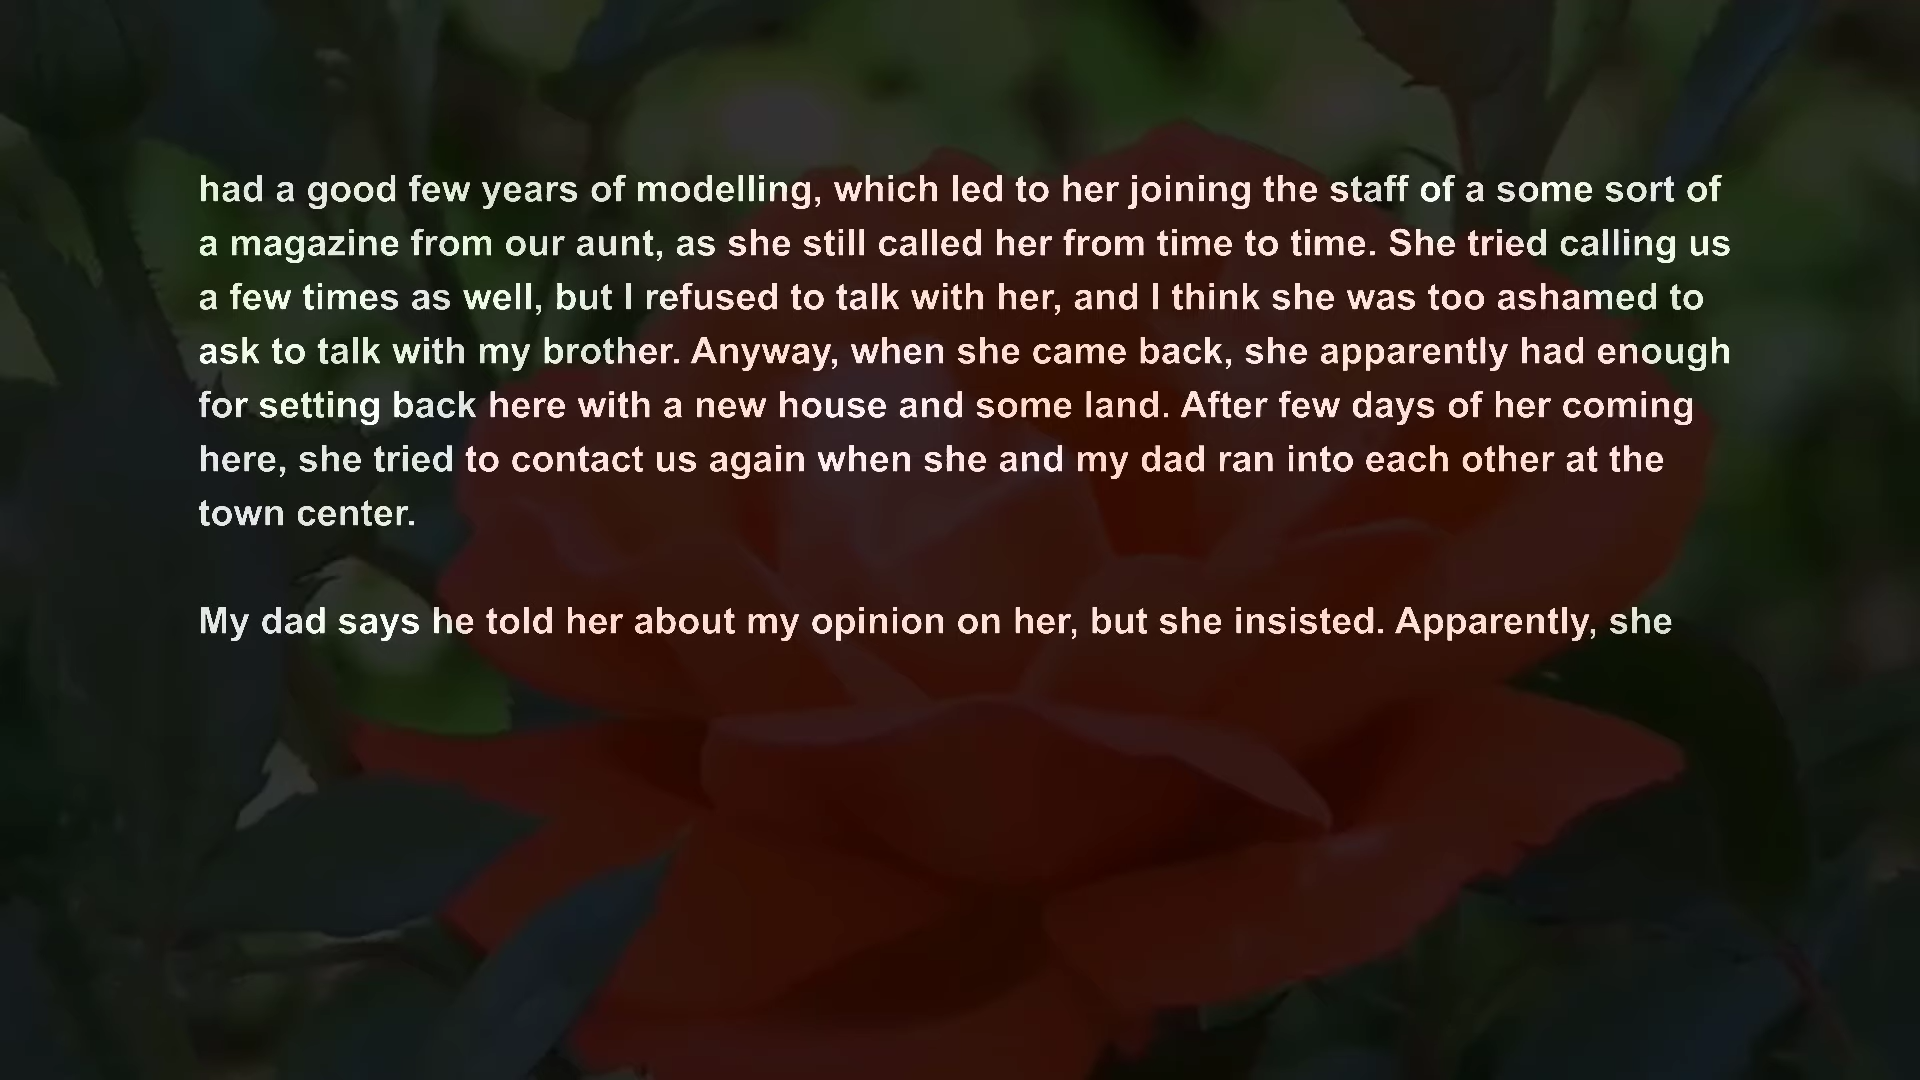 had a good few years of modelling, which led to her joining the staff of a some sort of
a magazine from our aunt, as she still called her from time to time. She tried calling us
a few times as well, but I refused to talk with her, and I think she was too ashamed to
ask to talk with my brother. Anyway, when she came back, she apparently had enough
for setting back here with a new house and some land. After few days of her coming
here, she tried to contact us again when she and my dad ran into each other at the
town center.
My dad says he told her about my opinion on her, but she insisted. Apparently, she